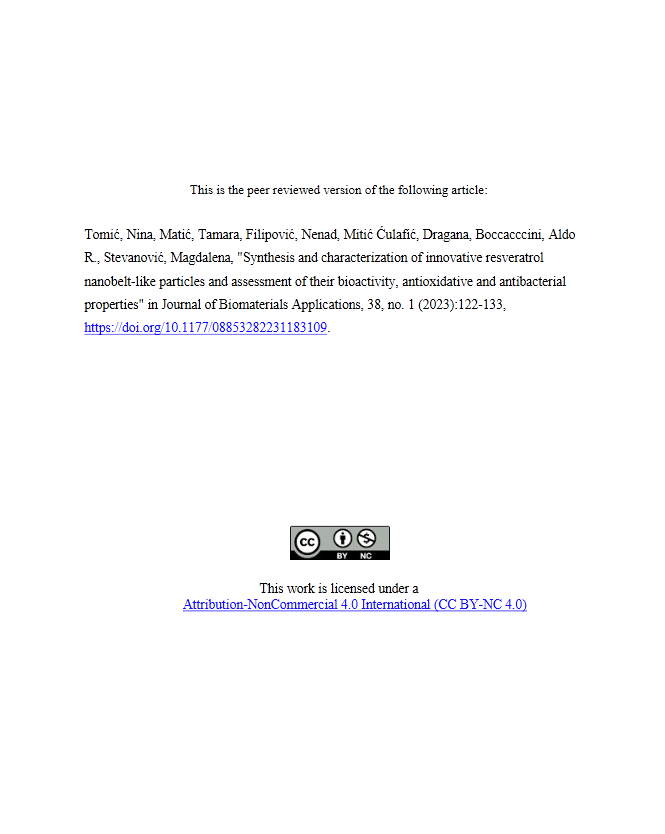 This is the peer reviewed version of the following article:
Tomić, Nina, Matić, Tamara, Filipović, Nenad, Mitić Ćulafić, Dragana, Boccacccini, Aldo
R., Stevanović, Magdalena, "Synthesis and characterization of innovative resveratrol
nanobelt-like particles and assessment of their bioactivity, antioxidative and antibacterial
properties" in Journal of Biomaterials Applications, 38, no. 1 (2023):122-133,
https://doi.org/10.1177/08853282231183109.
cc
BY NC
This work is licensed under a
Attribution-NonCommercial 4.0 International (CC BY-NC 4.0)